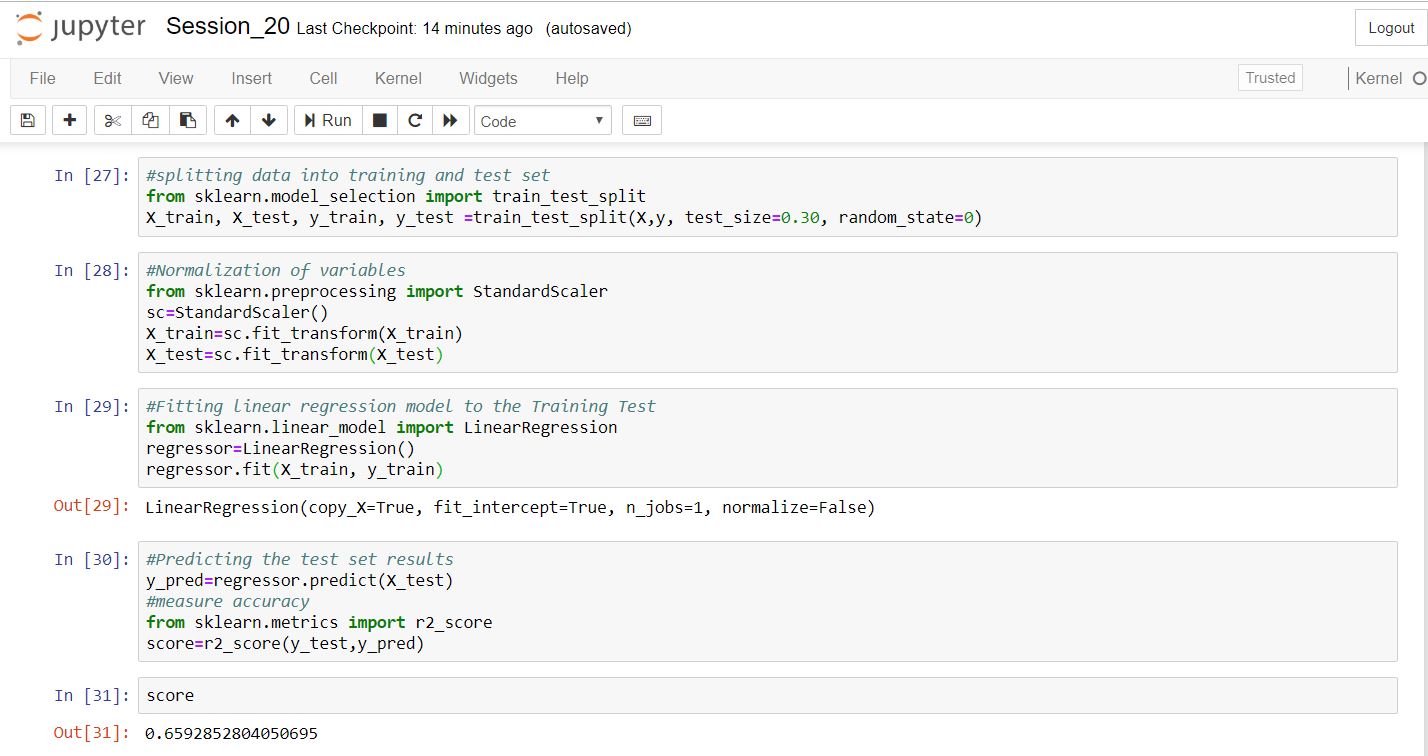 jupyter Session_20 Last Checkpoint: 14 minutes ago (autosaved) Logout
File Edit View Insert Cell Kernel Widgets Help Trusted Kernel
Run Code
In [27]: #splitting data into training and test set
from sklearn.model_selection import train_test_split
X_train, X_test, y_train, y_test =train_test_split(X,y, test_size=0.30, random_state=0)
In [28]: #Normalization of variables
from sklearn.preprocessing import StandardScaler
sc=StandardScaler()
X_train=sc.fit_transform(X_train)
X_test=sc.fit_transform(X_test)
In [29]: #Fitting linear regression model to the Training Test
from sklearn.linear_model import LinearRegression
regressor=LinearRegression()
regressor.fit(X_train, y_train)
Out[29]: LinearRegression(copy_X=True, fit_intercept=True, n_jobs=1, normalize=False)
In [30]: #Predicting the test set results
y_pred=regressor.predict(X_test)
#measure accuracy
from sklearn.metrics import r2_score
score=r2_score(y_test,y_pred)
In [31]: score
Out[31]: 0.6592852804050695